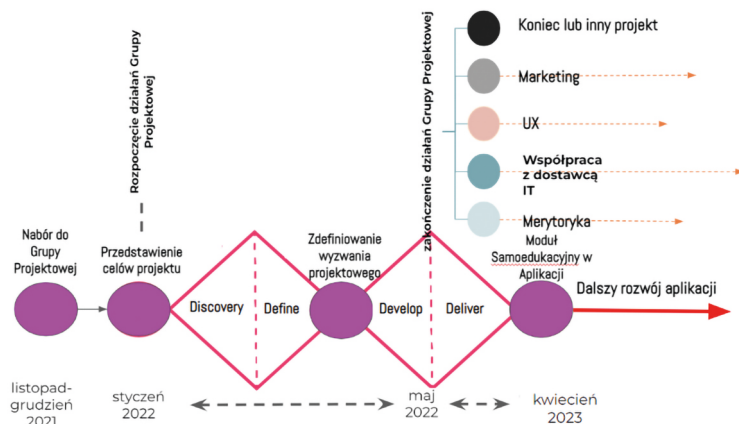 Rozpoczęcie działań Grupy
Projektowej
zakończenie działań Grupy Projektowej
Koniec lub inny projekt
Marketing
UX
Współpraca
z dostawcą
IT
Merytoryka
Nabór do
Grupy
Projektowej
Przedstawienie
celów projektu
Zdefiniowanie
wyzwania
projektowego
Moduł
Samoedukacyjny w
Aplikacji
Dalszy rozwój aplikacji
Discovery
Define
Develop
Deliver
listopad-
grudzień
2021
styczeń
2022
maj
2022
kwiecień
2023